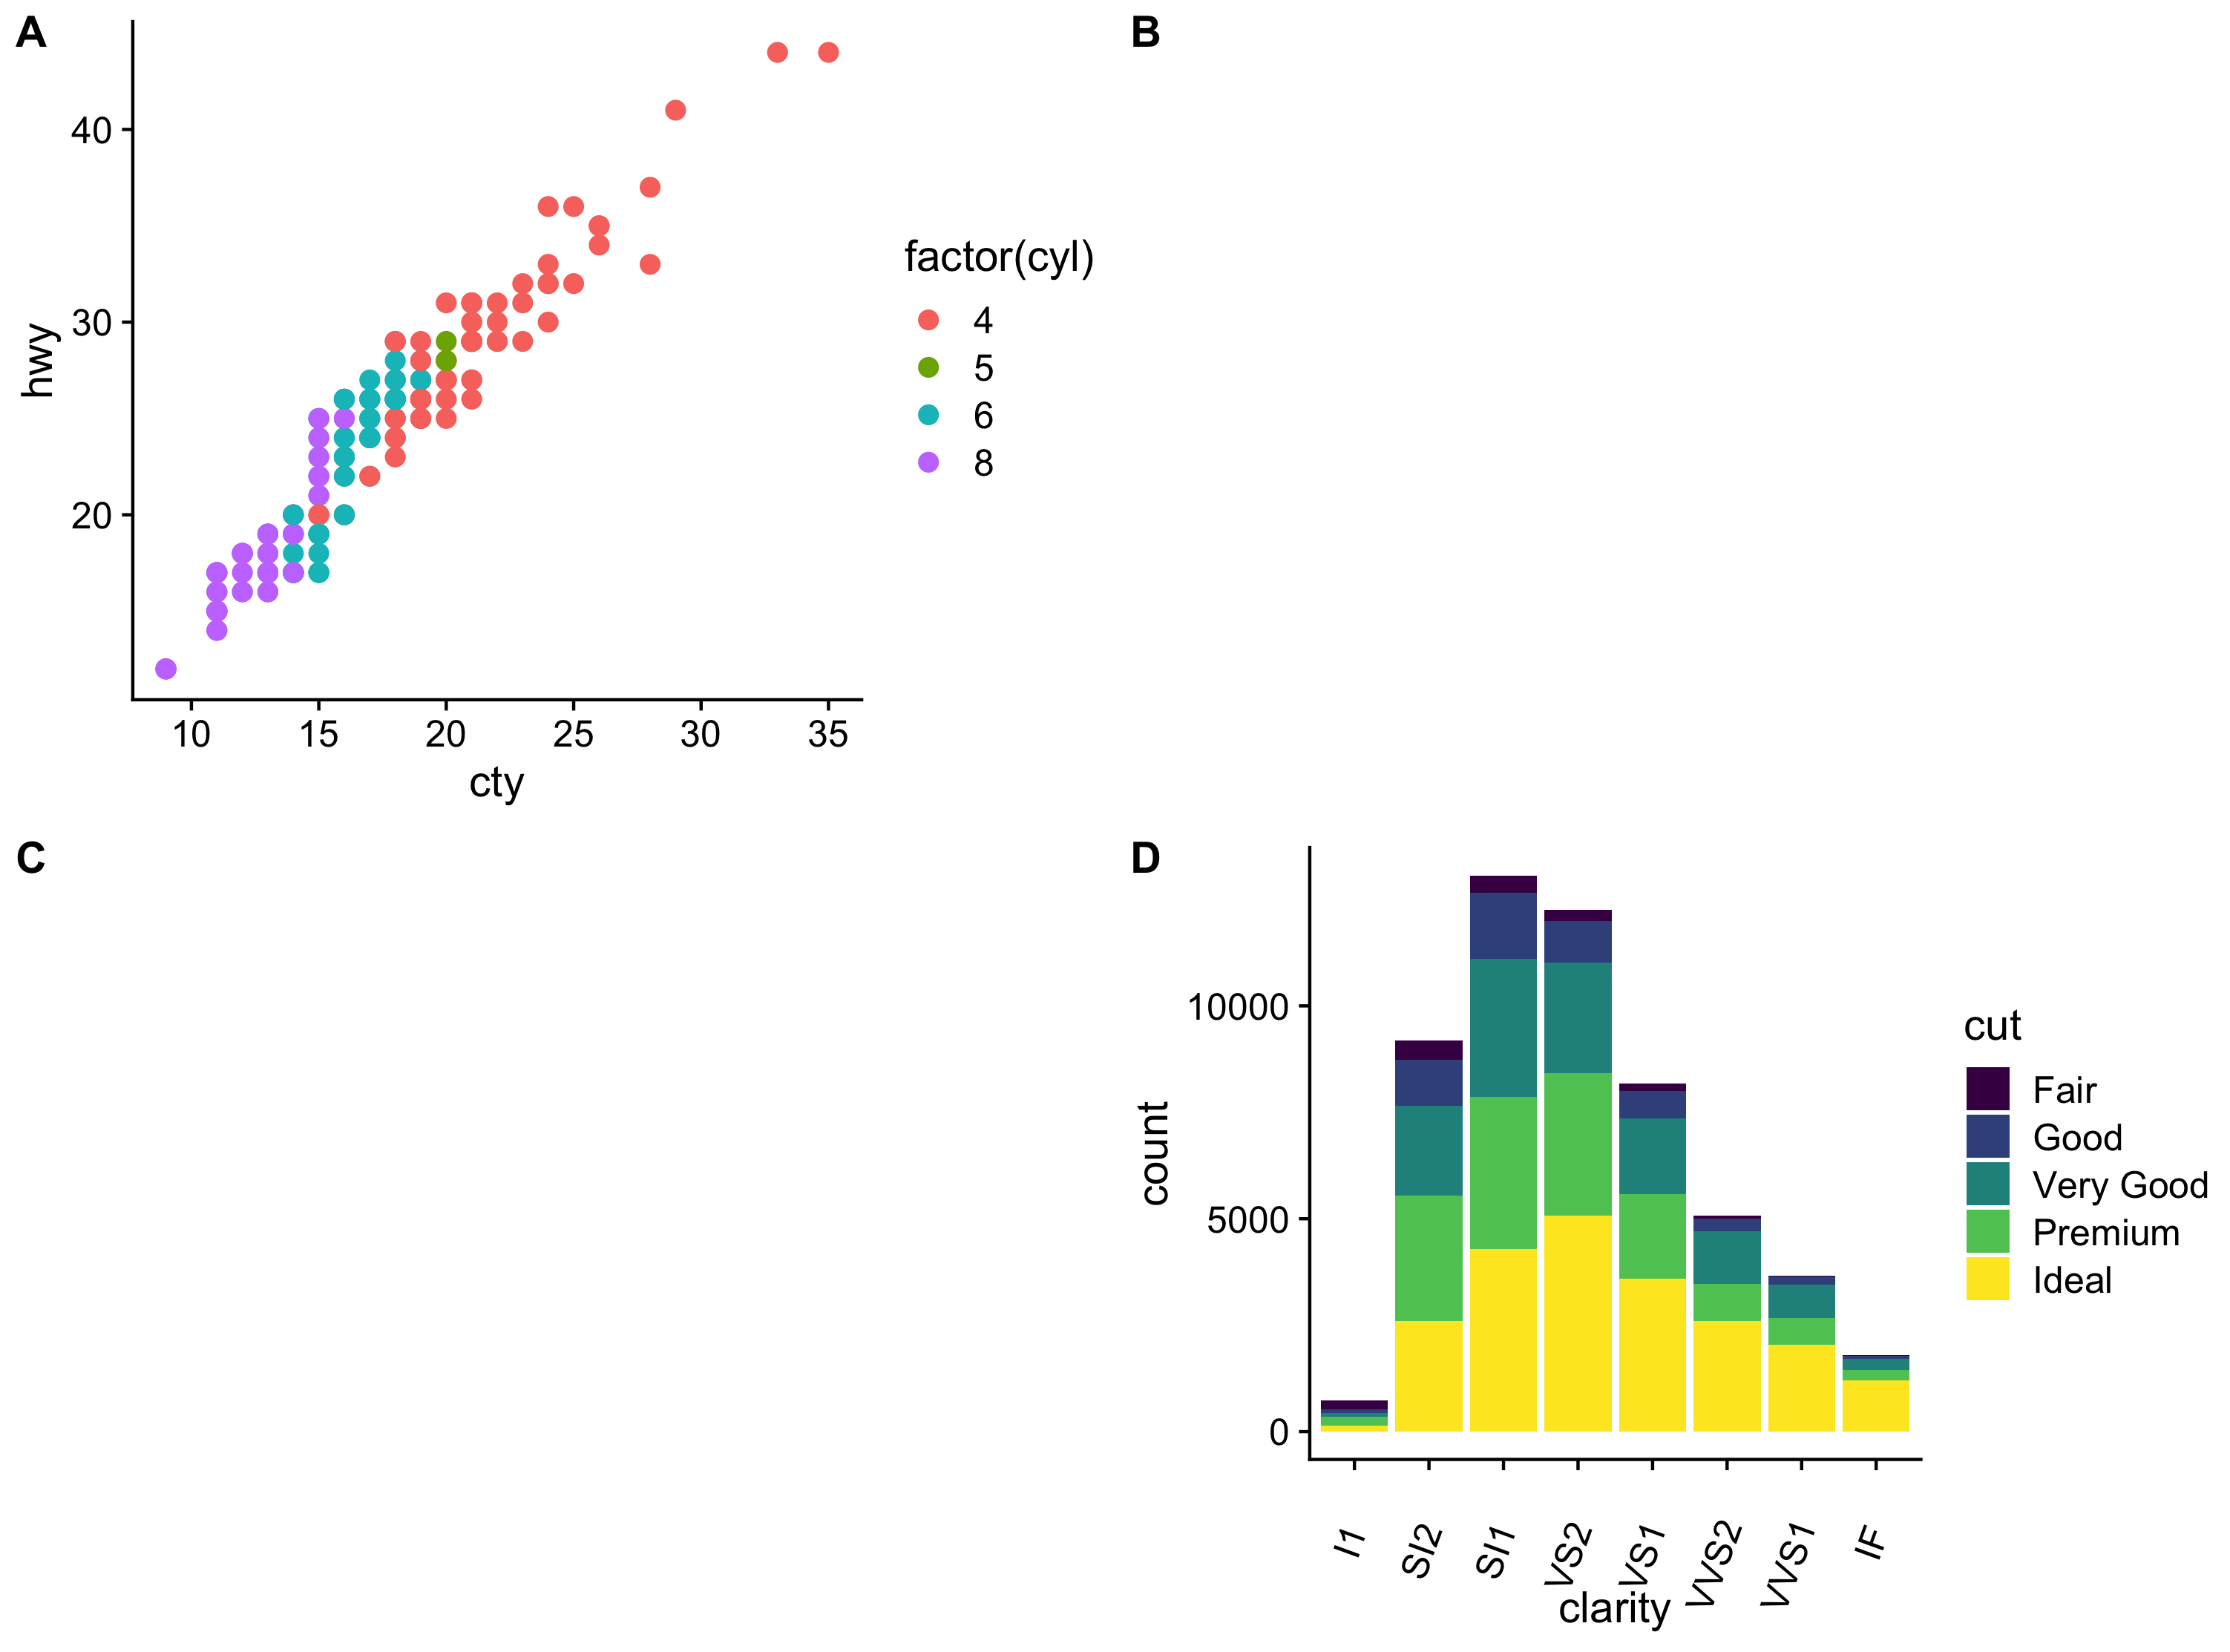 A
B
40
30
20
hwy
10 15 20 25 30 35
cty
factor(cyl)
4
5
6
8
C
D
10000
5000
0
count
I1 SI2 SI1 VS2 VS1 VVS2 VVS1 IF
clarity
cut
Fair
Good
Very Good
Premium
Ideal